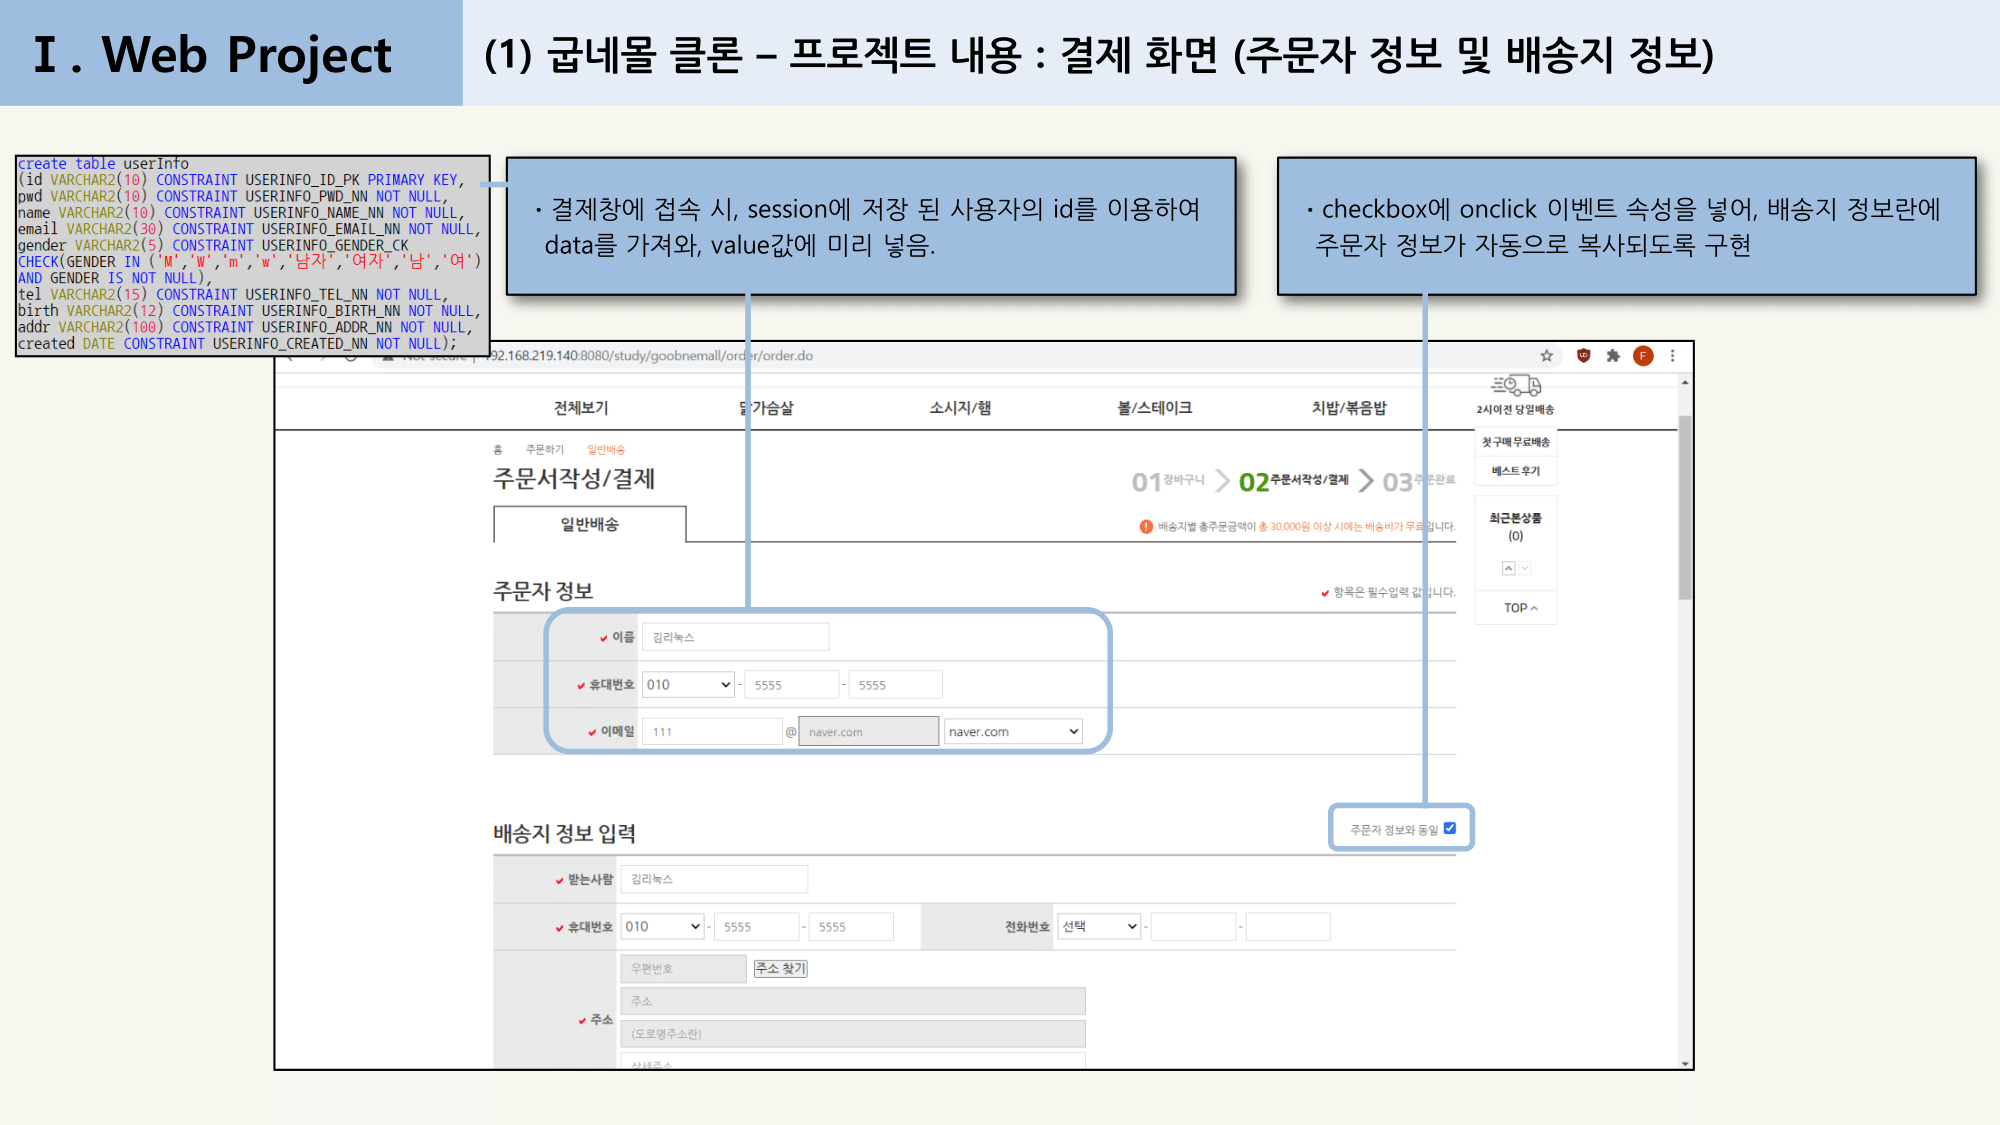 I . Web Project
(1) 굽네몰 클론 – 프로젝트 내용 : 결제 화면 (주문자 정보 및 배송지 정보)
create table userInfo
(id VARCHAR2(10) CONSTRAINT USERINFO_ID_PK PRIMARY KEY,
pwd VARCHAR2(10) CONSTRAINT USERINFO_PWD_NN NOT NULL,
name VARCHAR2(10) CONSTRAINT USERINFO_NAME_NN NOT NULL,
email VARCHAR2(30) CONSTRAINT USERINFO_EMAIL_NN NOT NULL,
gender VARCHAR2(5) CONSTRAINT USERINFO_GENDER_CK
CHECK(GENDER IN ('M','W','m','w','남자','여자','남','여')
AND GENDER IS NOT NULL),
tel VARCHAR2(15) CONSTRAINT USERINFO_TEL_NN NOT NULL,
birth VARCHAR2(12) CONSTRAINT USERINFO_BIRTH_NN NOT NULL,
addr VARCHAR2(100) CONSTRAINT USERINFO_ADDR_NN NOT NULL,
created DATE CONSTRAINT USERINFO_CREATED_NN NOT NULL);
· 결제창에 접속 시, session에 저장 된 사용자의 id를 이용하여
data를 가져와, value값에 미리 넣음.
· checkbox에 onclick 이벤트 속성을 넣어, 배송지 정보란에
주문자 정보가 자동으로 복사되도록 구현
92.168.219.140:8080/study/goobnemall/order/order.do
F
전체보기 닭가슴살 소시지/햄 볼/스테이크 치밥/볶음밥
2시이전 당일배송
첫구매무료배송
베스트후기
최근본상품
(0)
TOP
홈 주문하기 일반배송
주문서작성/결제
01 장바구니 02 주문서작성/결제 03 주문완료
일반배송
! 배송지별 총주문금액이 총 30,000원 이상 시에는 배송비가 무료입니다.
주문자 정보
항목은 필수입력 값입니다.
이름 김리눅스
휴대번호 010 - 5555 - 5555
이메일 111 @ naver.com naver.com
배송지 정보 입력
주문자 정보와 동일
받는사람 김리눅스
휴대번호 010 - 5555 - 5555 전화번호 선택 - -
우편번호 주소 찾기
주소
주소
(도로명주소란)
상세주소